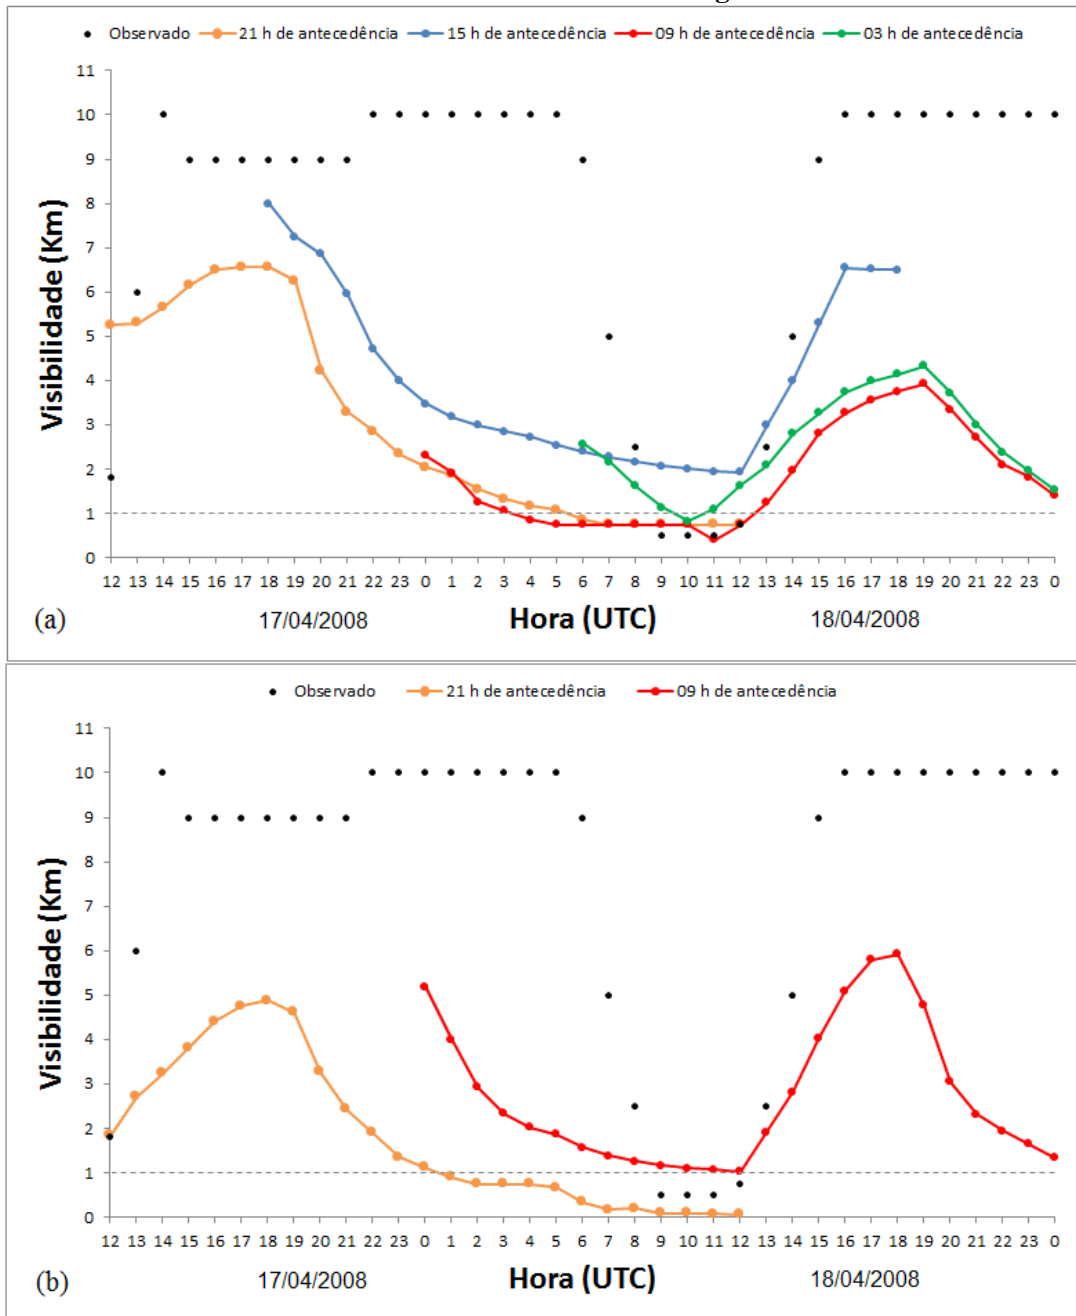 g
Observado 21 h de antecedência 15 h de antecedência 09 h de antecedência 03 h de antecedência
11
10
9
8
7
6
5
4
3
2
1
0
Visibilidade (Km)
12 13 14 15 16 17 18 19 20 21 22 23 0 1 2 3 4 5 6 7 8 9 10 11 12 13 14 15 16 17 18 19 20 21 22 23 0
(a) 17/04/2008 Hora (UTC) 18/04/2008
Observado 21 h de antecedência 09 h de antecedência
11
10
9
8
7
6
5
4
3
2
1
0
Visibilidade (Km)
12 13 14 15 16 17 18 19 20 21 22 23 0 1 2 3 4 5 6 7 8 9 10 11 12 13 14 15 16 17 18 19 20 21 22 23 0
(b) 17/04/2008 Hora (UTC) 18/04/2008